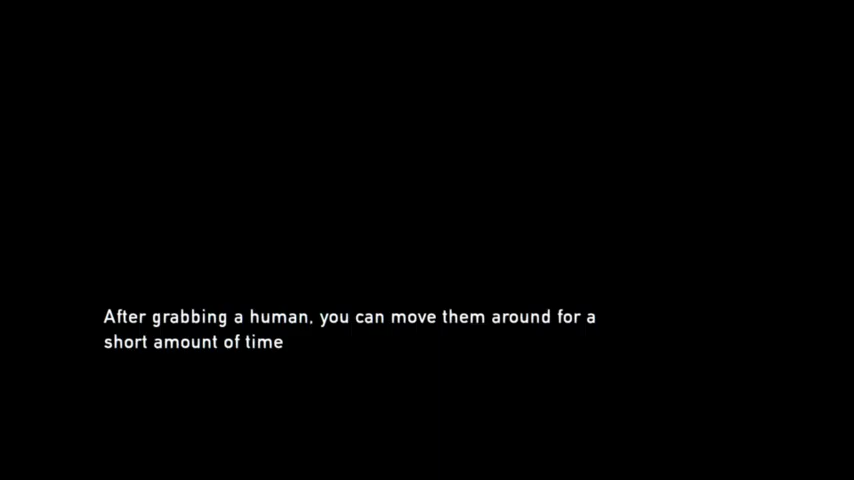 After grabbing a human, you can move them around for a
short amount of time